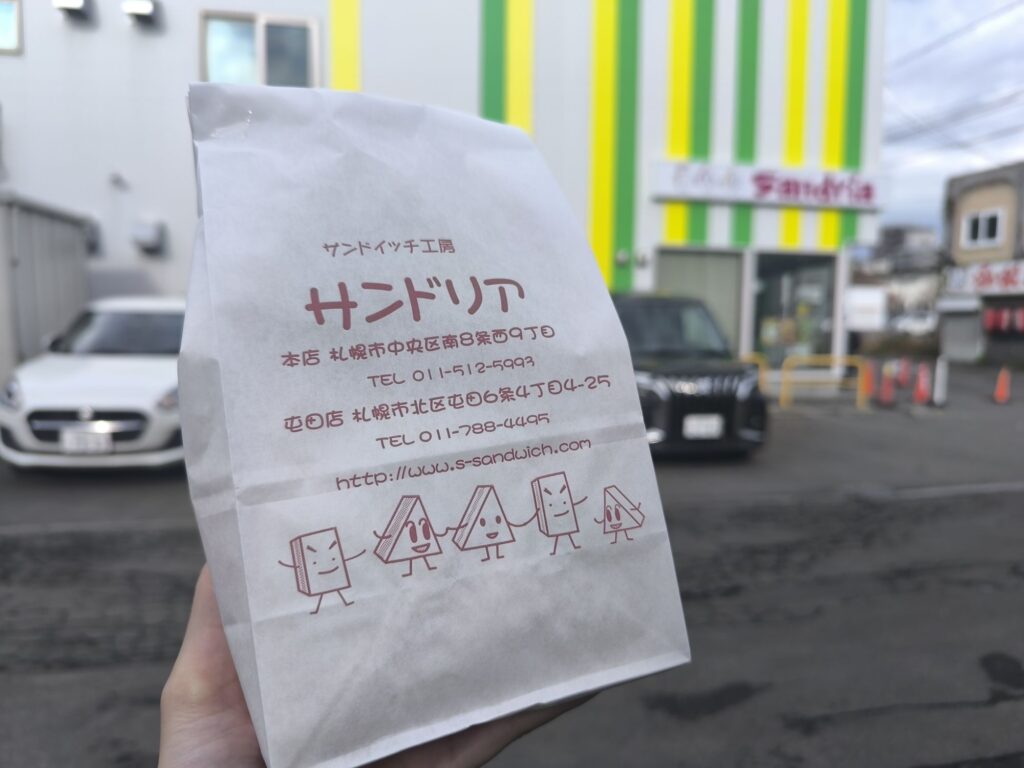 サンドイッチ工房
サンドリア
本店 札幌市中央区南8条西9丁目
TEL 011-512-5993
屯田店 札幌市北区屯田6条4丁目4-25
TEL 011-788-4495
http://www.s-sandwich.com
Sandria